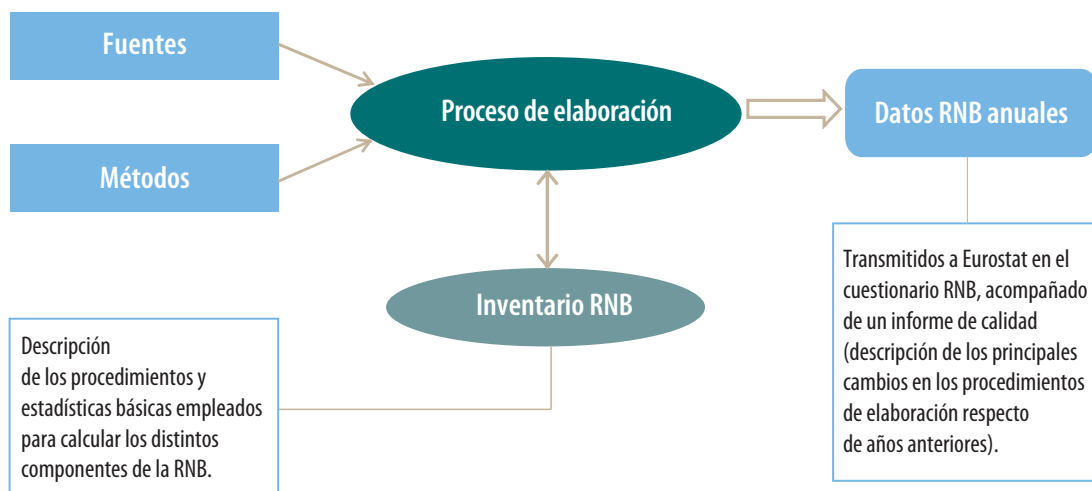 Fuentes
Métodos
Proceso de elaboración
Datos RNB anuales
Inventario RNB
Descripción
de los procedimientos y
estadísticas básicas empleados
para calcular los distintos
componentes de la RNB.
Transmitidos a Eurostat en el
cuestionario RNB, acompañado
de un informe de calidad
(descripción de los principales
cambios en los procedimientos
de elaboración respecto
de años anteriores).